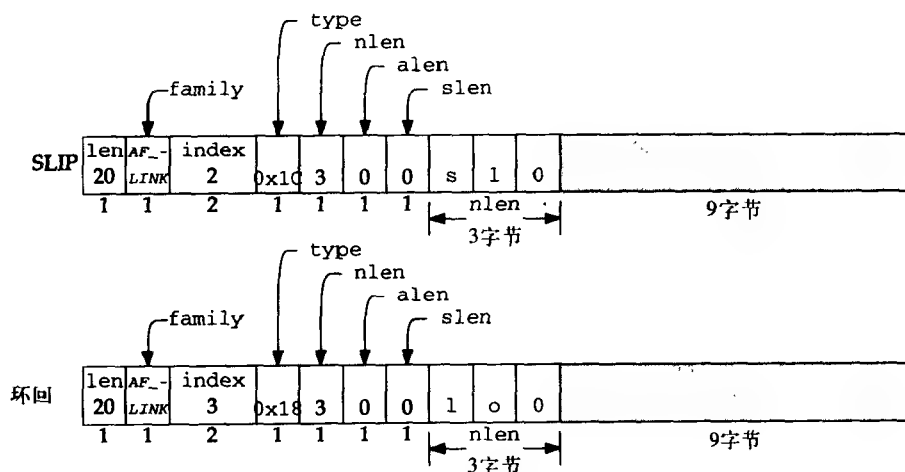 type
nlen
alen
family
slen
SLIP
len AF_- index
20 LINK 2 0x10 3 0 0 s l 0
1 1 2 1 1 1 1 nlen 9字节
3字节
type
nlen
alen
family
slen
环回
len AF_- index
20 LINK 3 0x18 3 0 0 l o 0
1 1 2 1 1 1 1 nlen 9字节
3字节